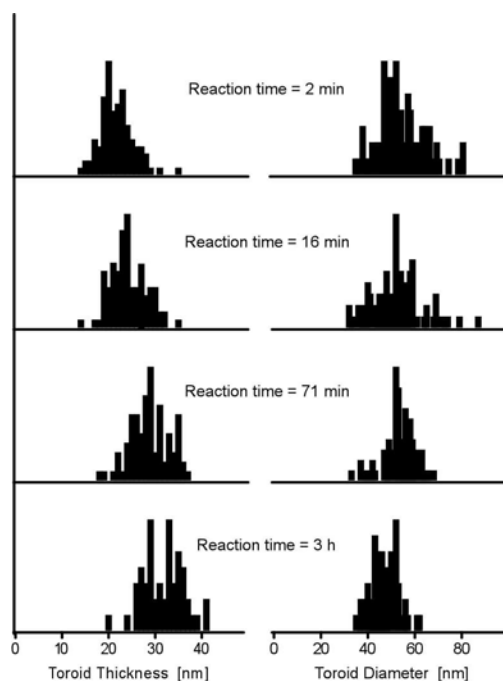 Reaction time = 2 min
Reaction time = 16 min
Reaction time = 71 min
Reaction time = 3 h
0 10 20 30 40 0 20 40 60 80
Toroid Thickness [nm] Toroid Diameter [nm]